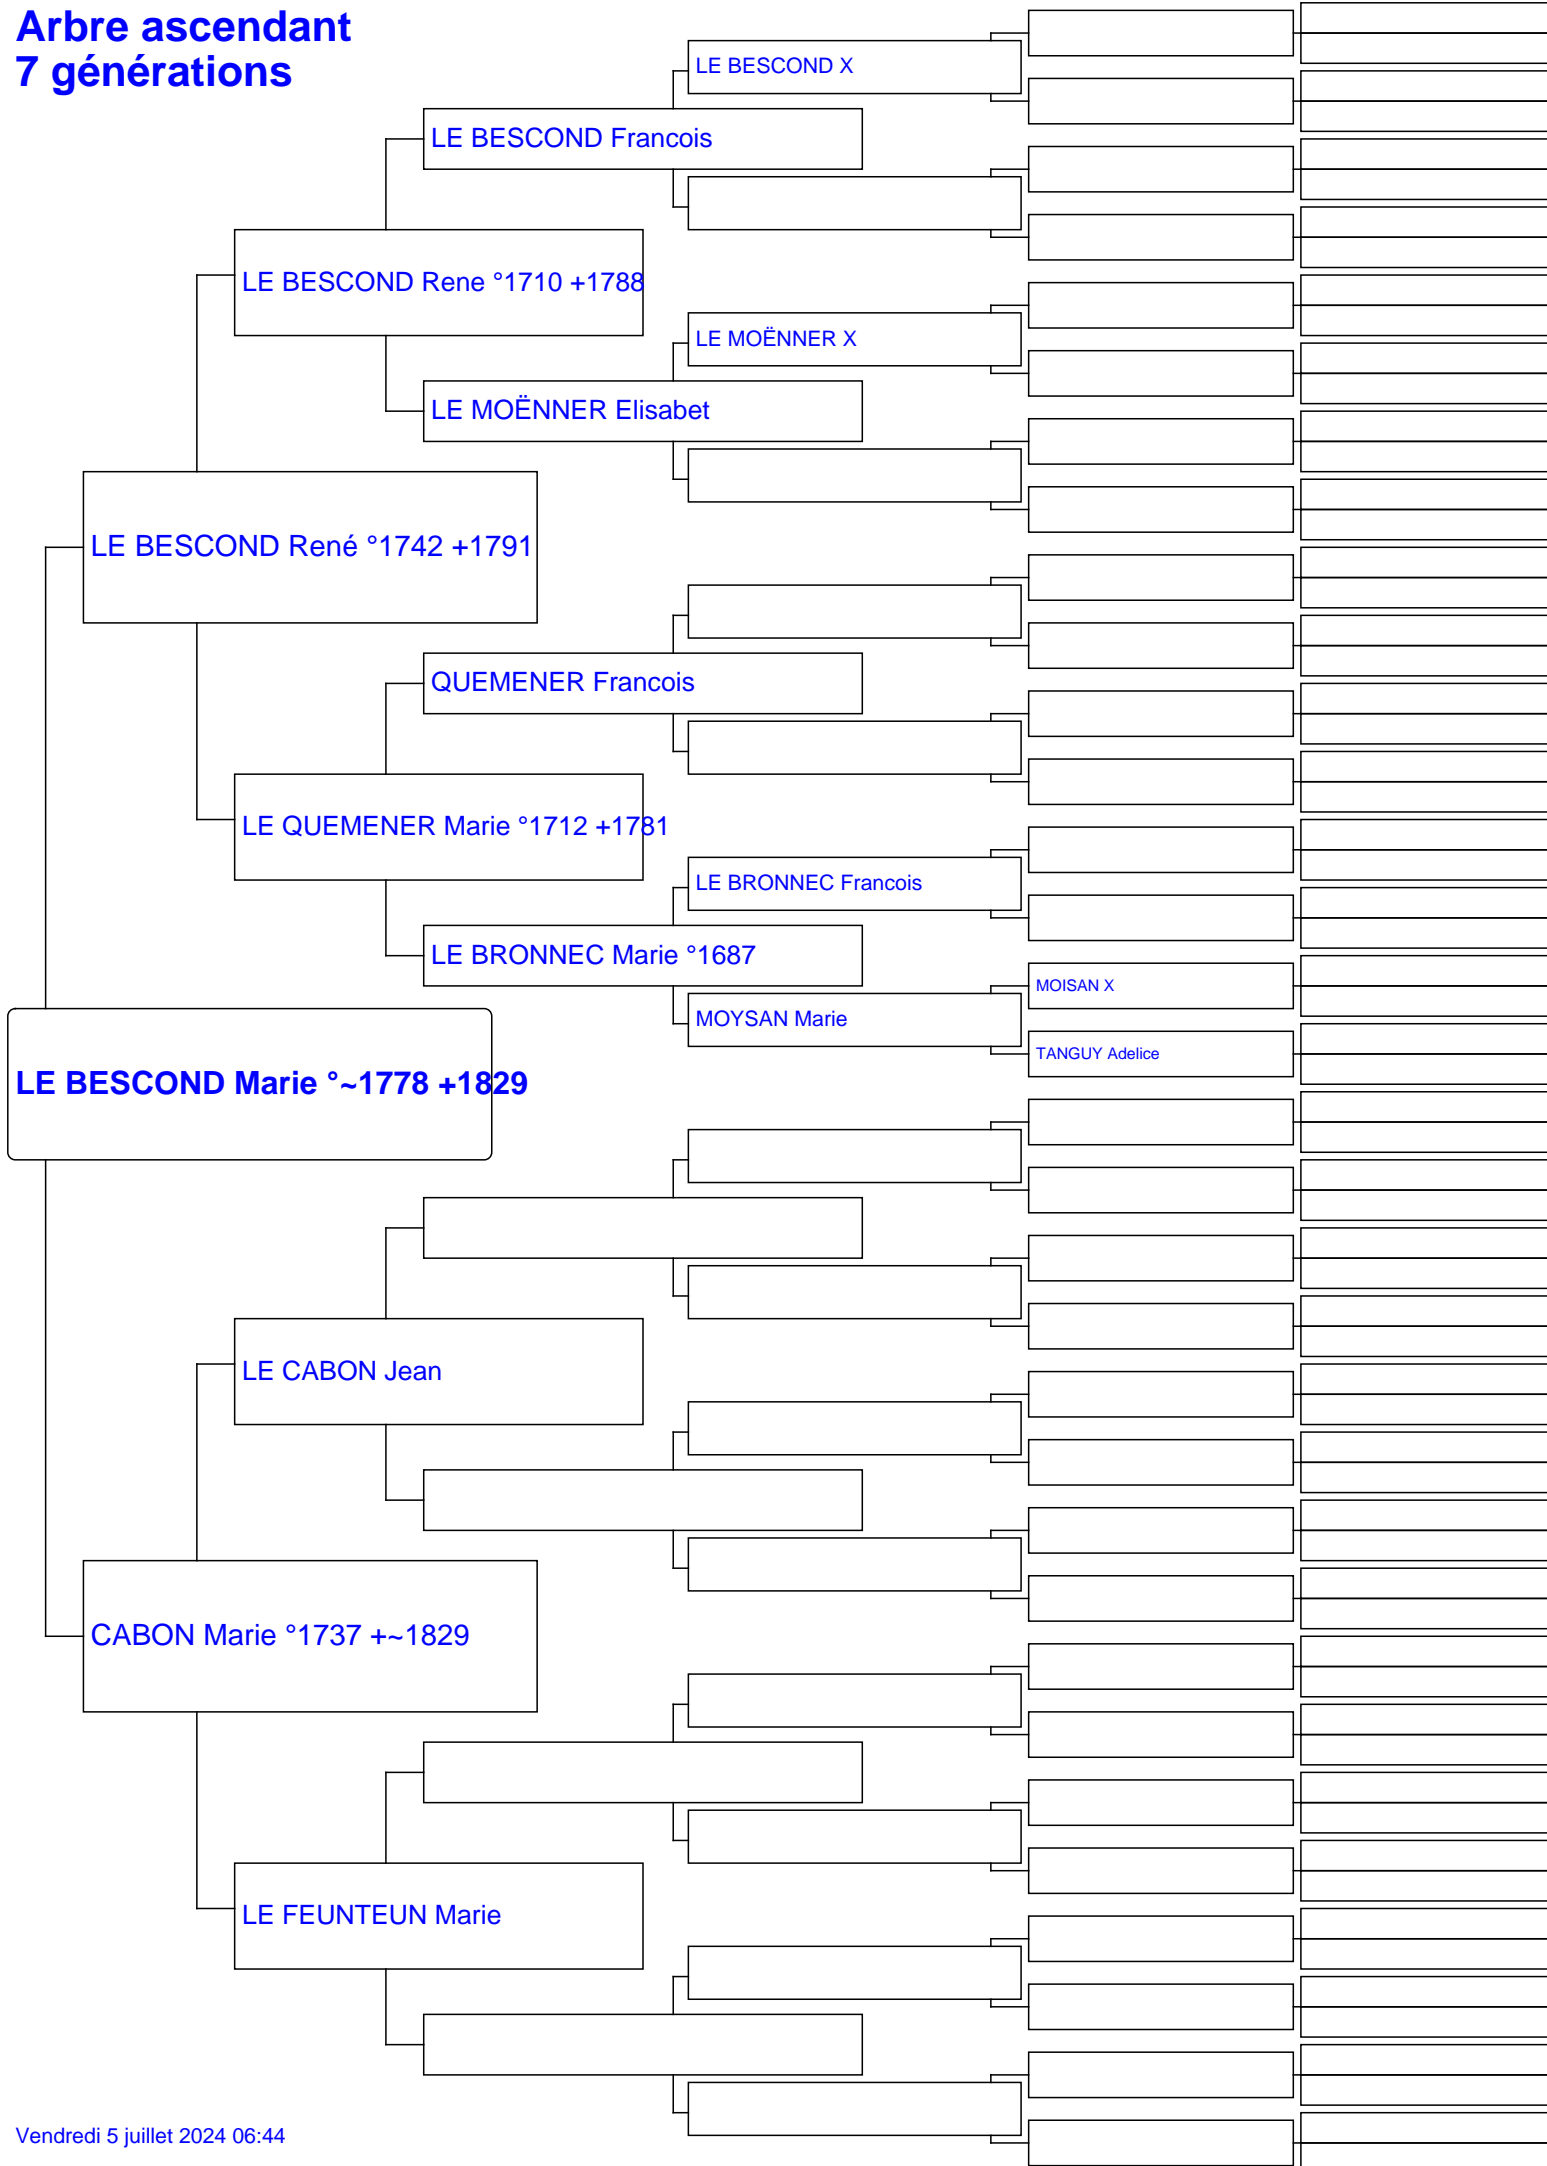 Arbre ascendant
7 générations
LE BESCOND X
LE BESCOND Francois
LE BESCOND Rene °1710 +1788
LE MOËNNER X
LE MOËNNER Elisabet
LE BESCOND René °1742 +1791
QUEMENER Francois
LE QUEMENER Marie °1712 +1781
LE BRONNEC Francois
LE BRONNEC Marie °1687
MOISAN X
MOYSAN Marie
TANGUY Adelice
LE BESCOND Marie °~1778 +1829
LE CABON Jean
CABON Marie °1737 +~1829
LE FEUNTEUN Marie
Vendredi 5 juillet 2024 06:44